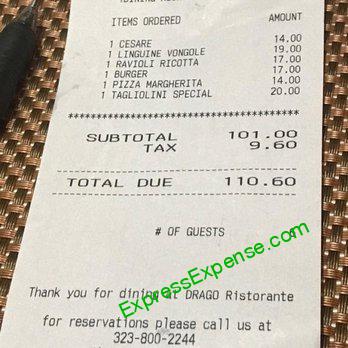 ITEMS ORDERED AMOUNT
1 CESARE 14.00
1 LINGUINE VONGOLE 19.00
1 RAVIOLI RICOTTA 17.00
1 BURGER 17.00
1 PIZZA MARGHERITA 14.00
1 TAGLIOLINI SPECIAL 20.00
****************************************
SUBTOTAL 101.00
TAX 9.60
TOTAL DUE 110.60
# OF GUESTS
ExpressExpense.com
Thank you for dining at DRAGO Ristorante
for reservations please call us at
323-800-2244